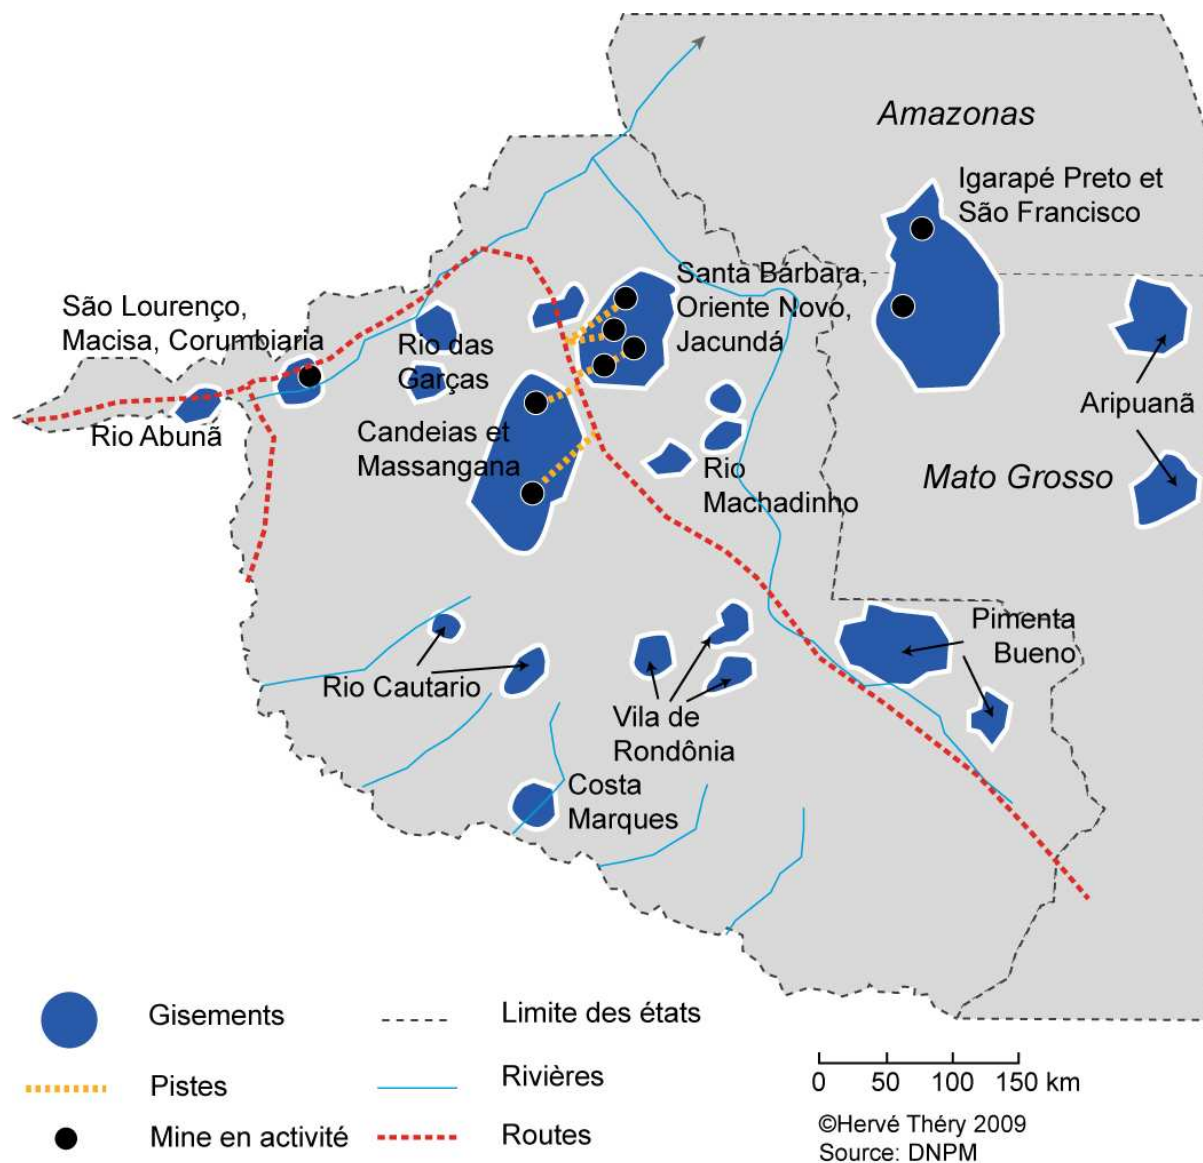 Amazonas
Igarapé Preto et
São Francisco
Santa Bárbara,
Oriente Novo,
Jacundá
São Lourenço,
Macisa, Corumbiaria
Rio das
Garças
Rio Abunã
Candeias et
Massangana
Aripuanã
Rio
Machadinho
Mato Grosso
Pimenta
Bueno
Rio Cautario
Vila de
Rondônia
Costa
Marques
Gisements
Limite des états
Pistes
Rivières
Mine en activité
Routes
0 50 100 150 km
©Hervé Théry 2009
Source: DNPM